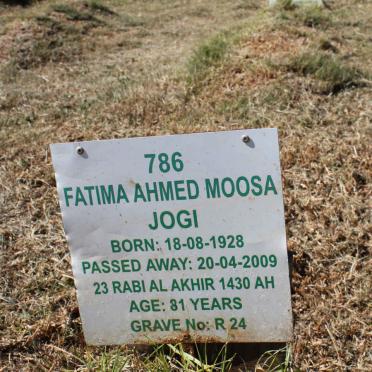 786
FATIMA AHMED MOOSA
JOGI
BORN: 18-08-1928
PASSED AWAY: 20-04-2009
23 RABI AL AKHIR 1430 AH
AGE: 81 YEARS
GRAVE No: R 24